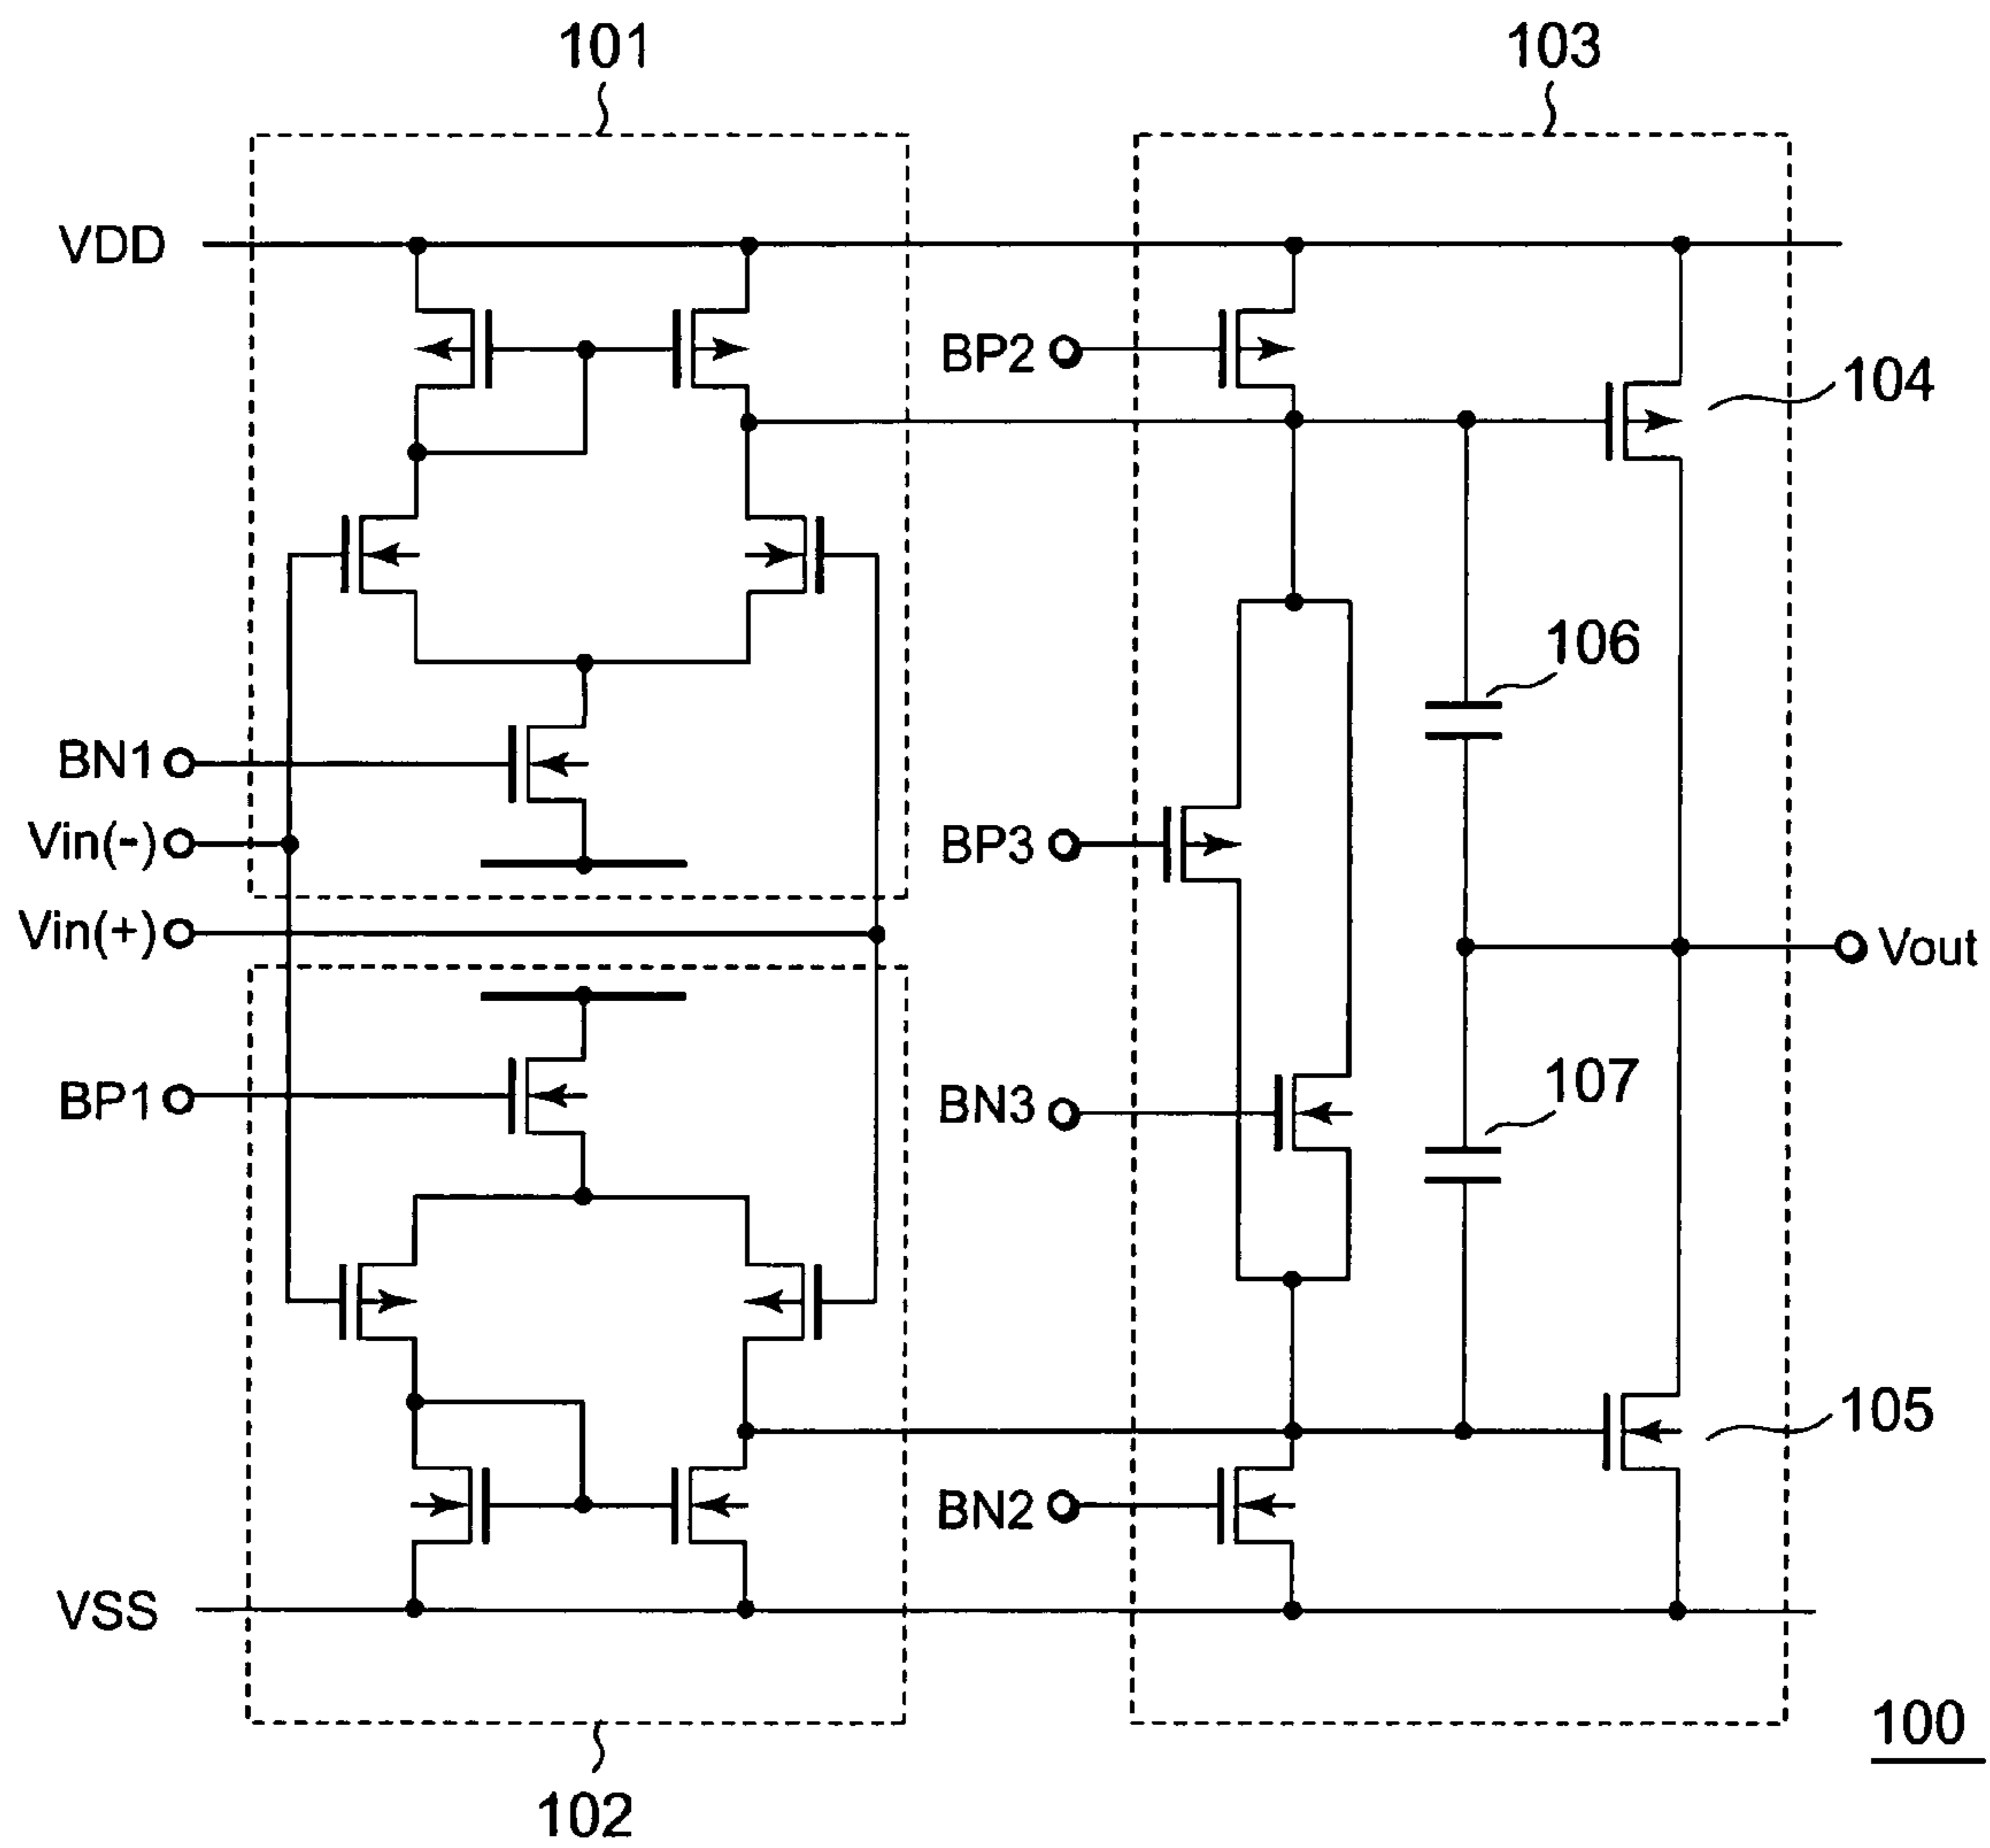 101
103
VDD
BP2
104
106
BN1
Vin(-)
BP3
Vin(+)
Vout
107
BP1
BN3
105
BN2
VSS
100
102